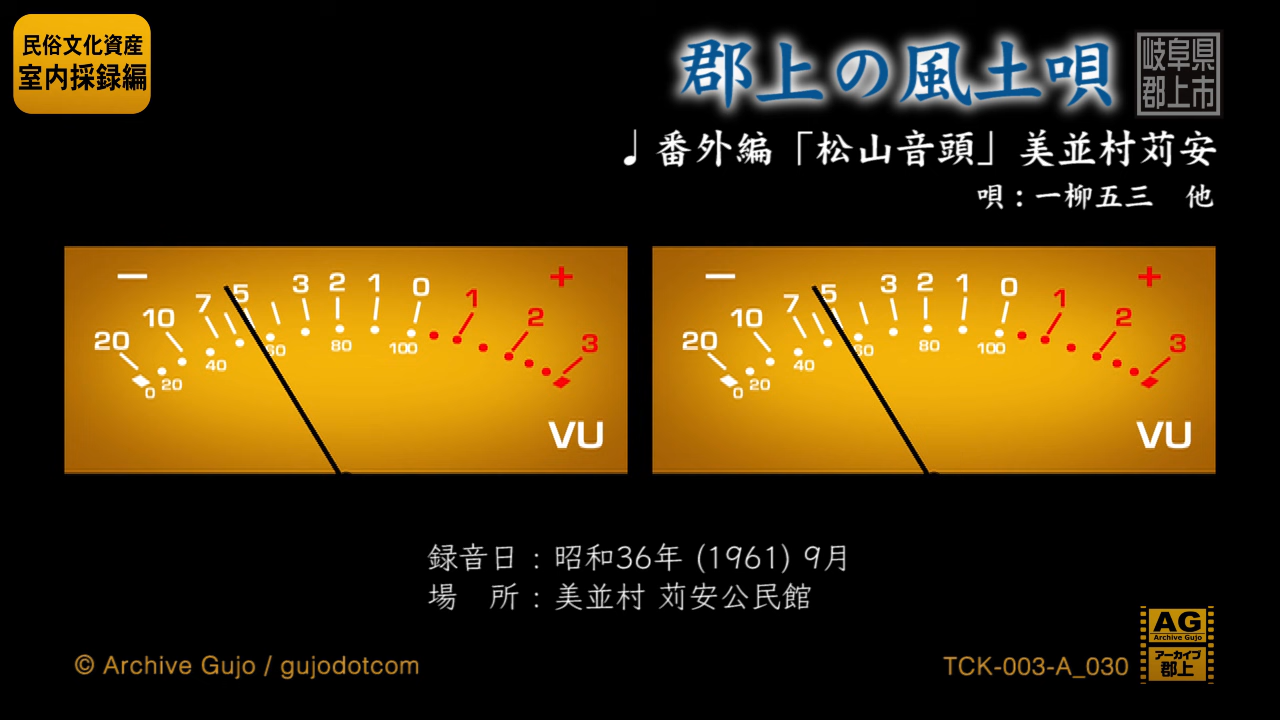 民俗文化資産
室内採録編
郡上の風土唄
岐阜県
郡上市
♩番外編「松山音頭」美並村苅安
唄：一柳五三　他
− 20 10 7 5 3 2 1 0 1 2 3 +
0 20 40 60 80 100
VU
− 20 10 7 5 3 2 1 0 1 2 3 +
0 20 40 60 80 100
VU
録音日：昭和36年 (1961) 9月
場　所：美並村 苅安公民館
© Archive Gujo / gujodotcom
TCK-003-A_030
AG
Archive Gujo
アーカイブ
郡上